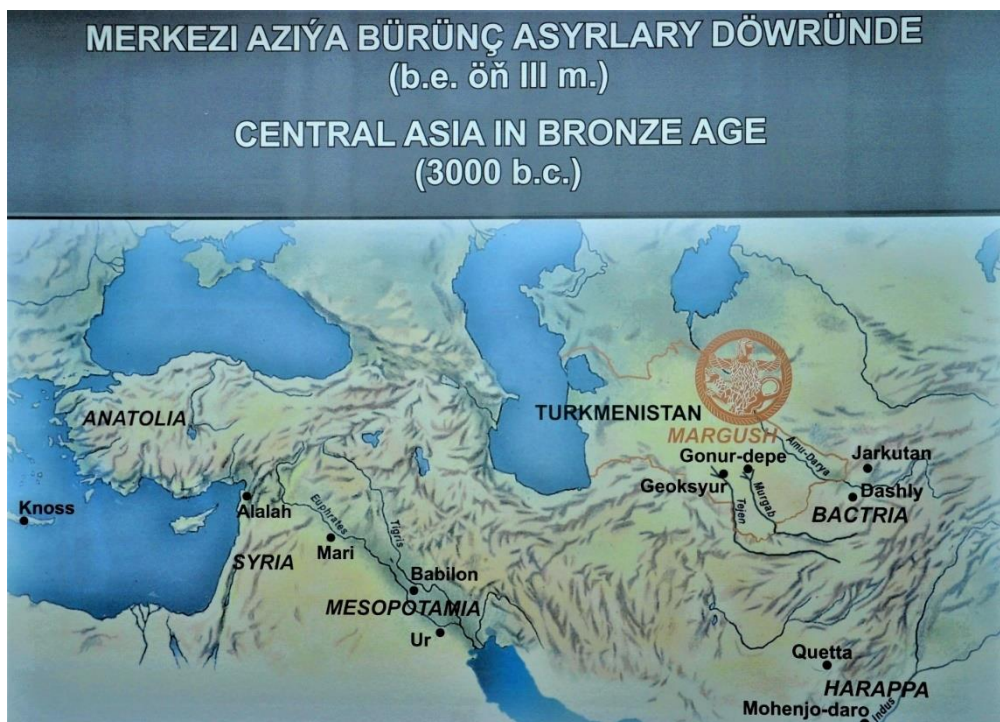 MERKEZI AZIÝA BÜRÜNÇ ASYRLARY DÖWRÜNDE
(b.e. öň III m.)
CENTRAL ASIA IN BRONZE AGE
(3000 b.c.)
ANATOLIA
TURKMENISTAN
MARGUSH
Amu-Darya
Gonur-depe
Jarkutan
Geoksyur
Dashly
Knoss
Alalah
Euphrates
Tigris
Tejen
Murgab
BACTRIA
Mari
SYRIA
Babilon
MESOPOTAMIA
Ur
Quetta
HARAPPA
Mohenjo-daro
Indus